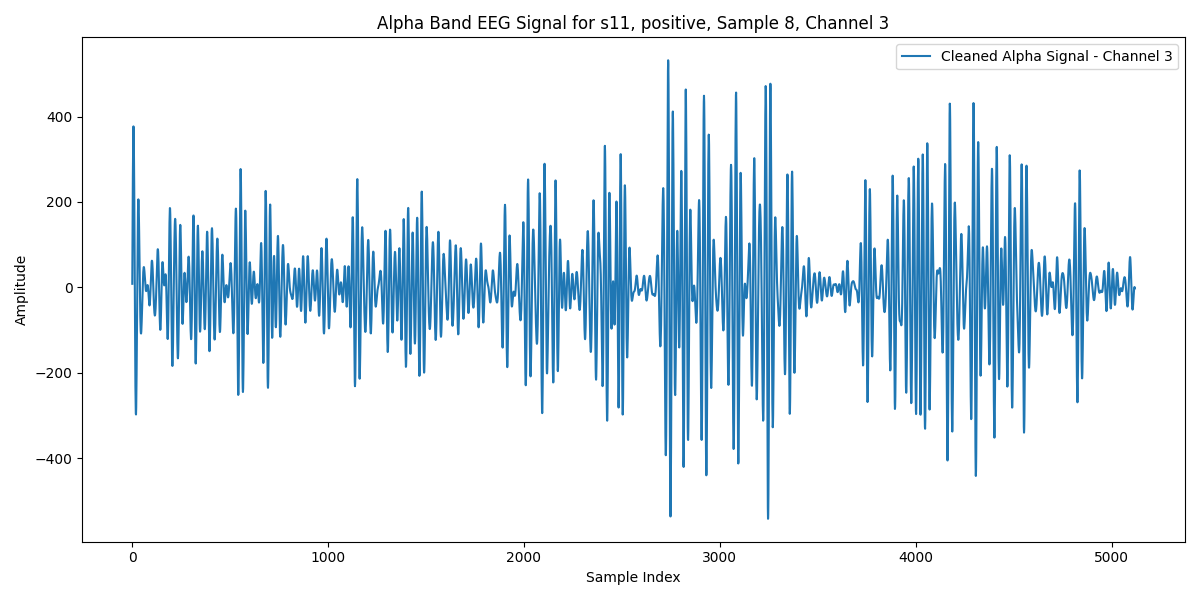 Alpha Band EEG Signal for s11, positive, Sample 8, Channel 3
Cleaned Alpha Signal - Channel 3
Amplitude
400
200
0
−200
−400
0 1000 2000 3000 4000 5000
Sample Index